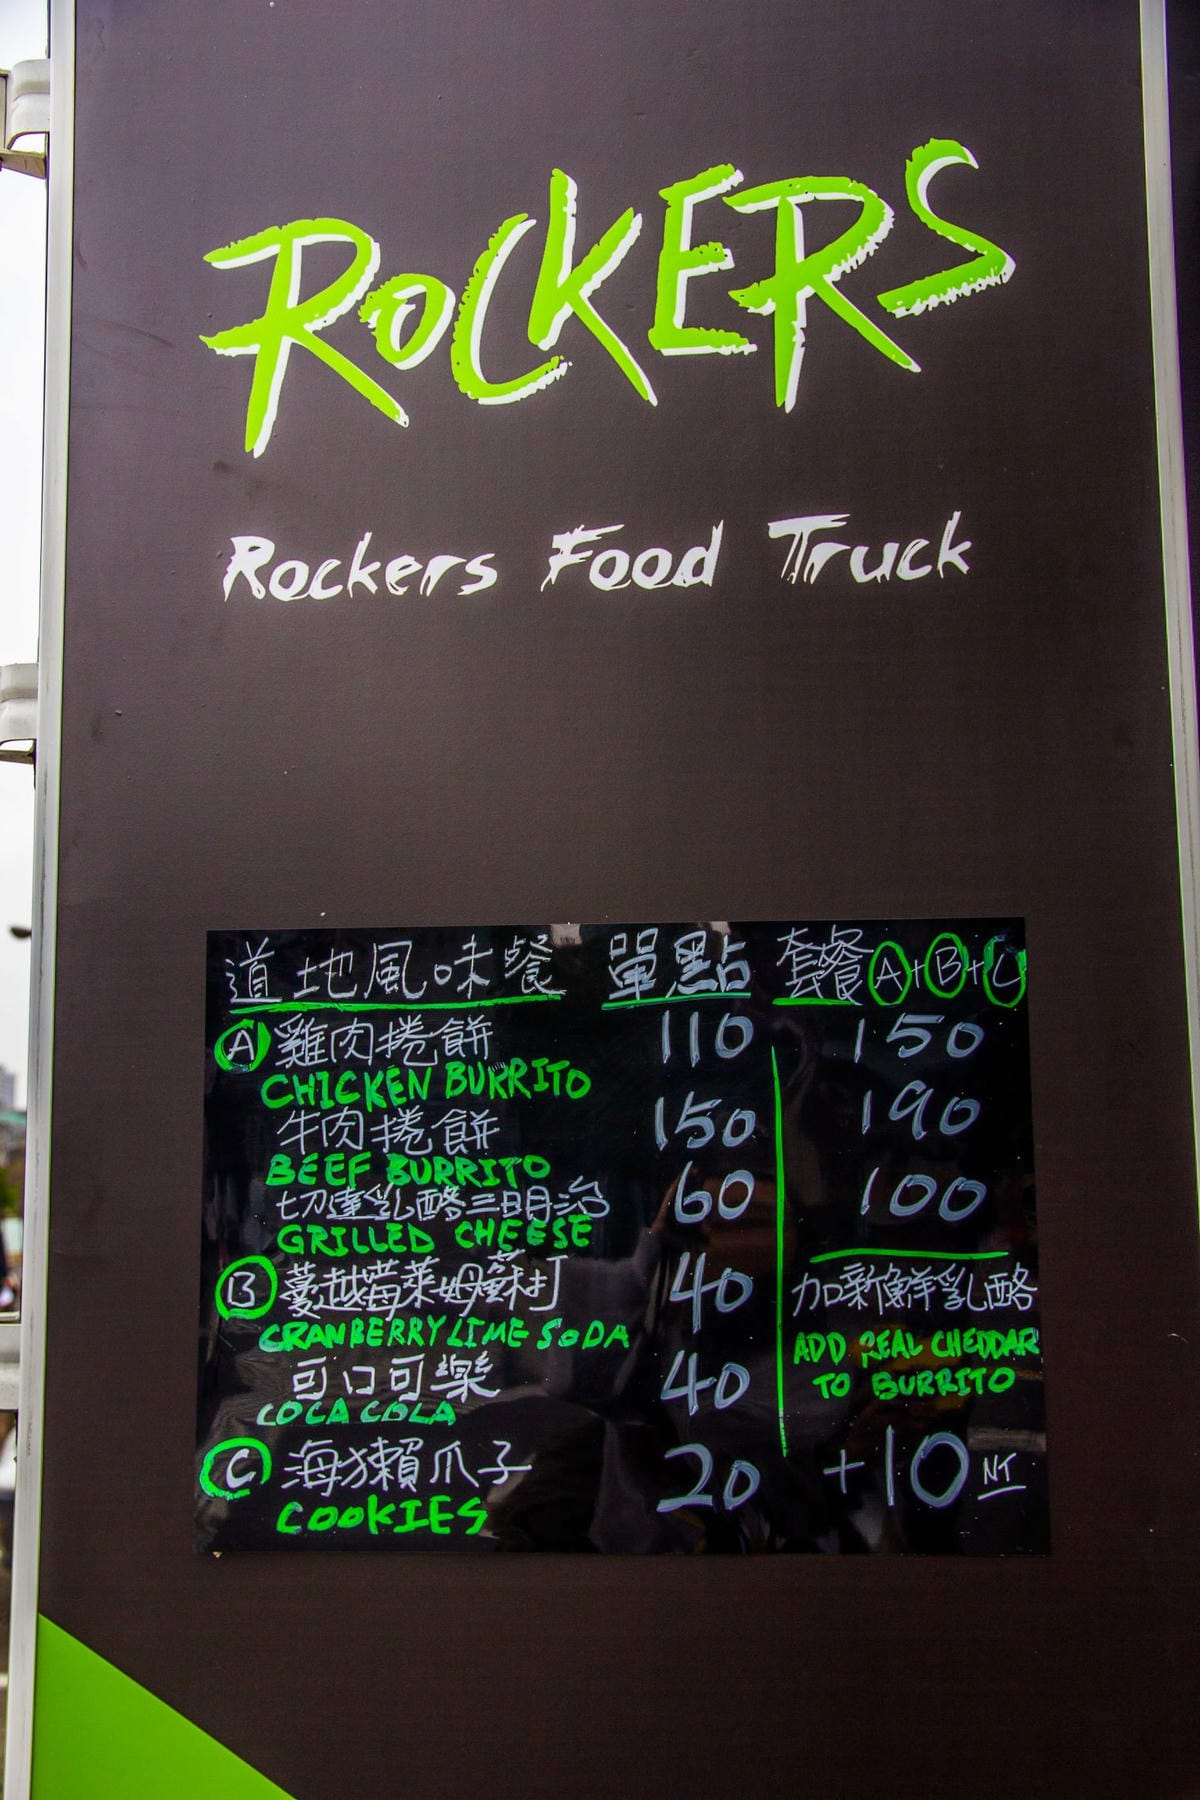 ROCKERS
Rockers Food Truck
道地風味餐 單點 套餐 A+B+C
A 雞肉捲餅 110 150
CHICKEN BURRITO
牛肉捲餅 150 190
BEEF BURRITO
切達乳酪三明治 60 100
GRILLED CHEESE
B 蔓越莓萊姆蘇打 40 加新鮮乳酪
CRANBERRY LIME SODA ADD REAL CHEDDAR
TO BURRITO
可口可樂 40
COCA COLA
C 海獺爪子 20 +10 NT
COOKIES